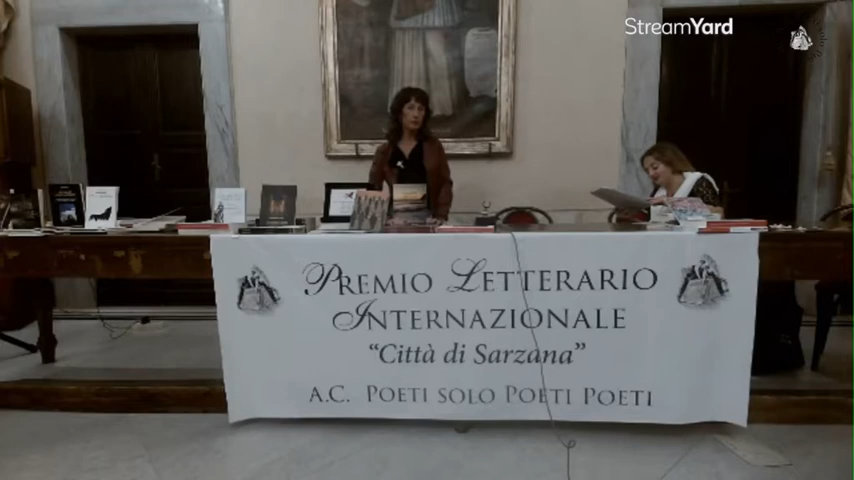 StreamYard
Premio Letterario
Internazionale
“Città di Sarzana”
A.C. Poeti solo Poeti Poeti